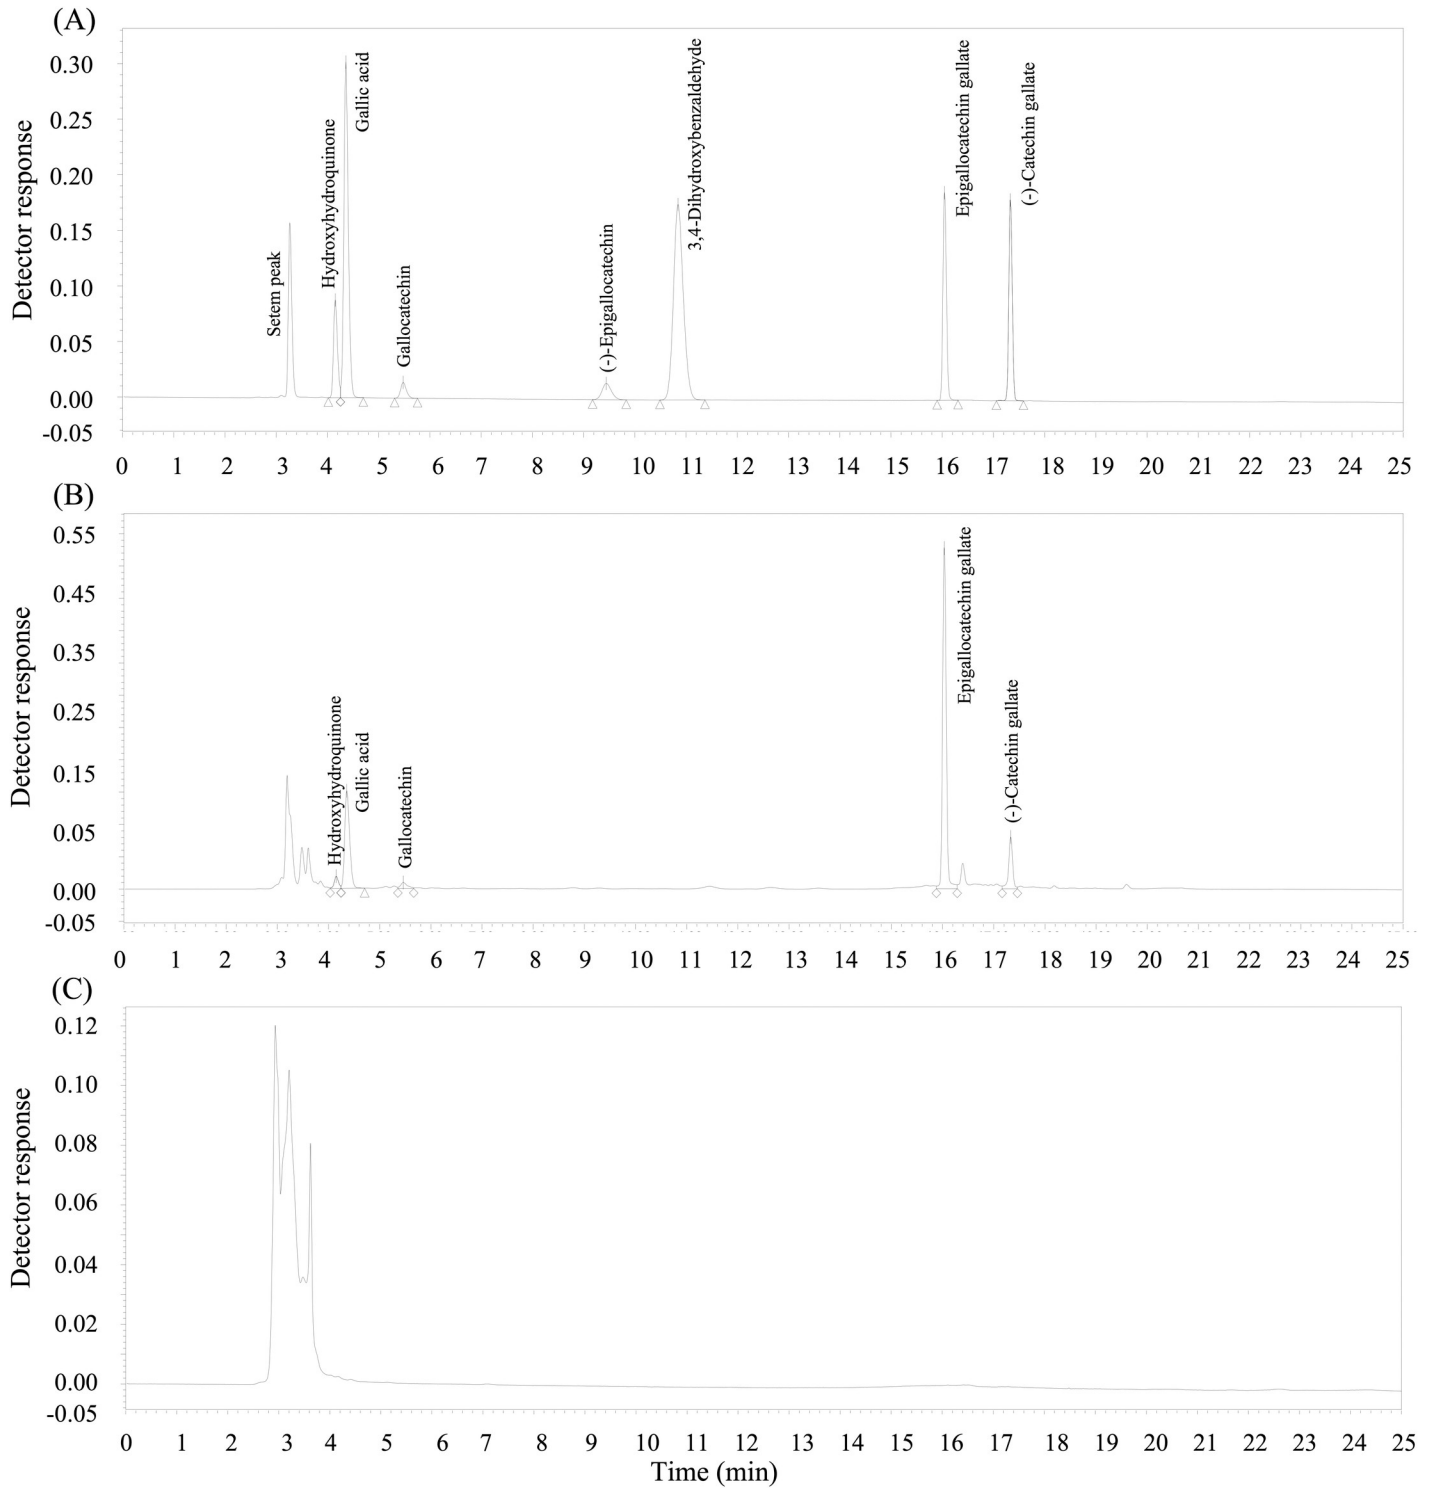 (A)
Detector response
0.30
0.25
0.20
0.15
0.10
0.05
0.00
-0.05
Setem peak
Hydroxyhydroquinone
Gallic acid
Gallocatechin
(-)-Epigallocatechin
3,4-Dihydroxybenzaldehyde
Epigallocatechin gallate
(-)-Catechin gallate
0 1 2 3 4 5 6 7 8 9 10 11 12 13 14 15 16 17 18 19 20 21 22 23 24 25
(B)
Detector response
0.55
0.45
0.35
0.25
0.15
0.05
0.00
-0.05
Hydroxyhydroquinone
Gallic acid
Gallocatechin
Epigallocatechin gallate
(-)-Catechin gallate
0 1 2 3 4 5 6 7 8 9 10 11 12 13 14 15 16 17 18 19 20 21 22 23 24 25
(C)
Detector response
0.12
0.10
0.08
0.06
0.04
0.02
0.00
-0.05
0 1 2 3 4 5 6 7 8 9 10 11 12 13 14 15 16 17 18 19 20 21 22 23 24 25
Time (min)